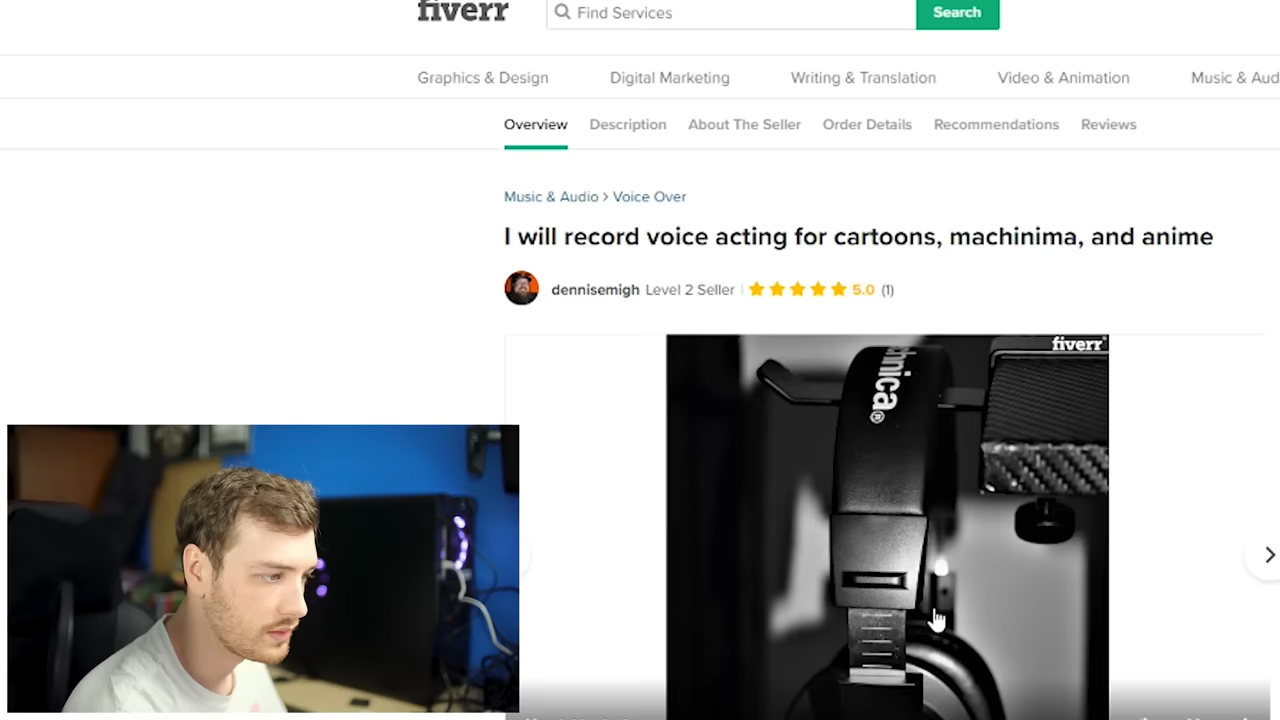 fiverr
Find Services
Search
Graphics & Design
Digital Marketing
Writing & Translation
Video & Animation
Music & Aud
Overview
Description
About The Seller
Order Details
Recommendations
Reviews
Music & Audio > Voice Over
I will record voice acting for cartoons, machinima, and anime
dennisemigh Level 2 Seller 5.0 (1)
fiverr
hnica®